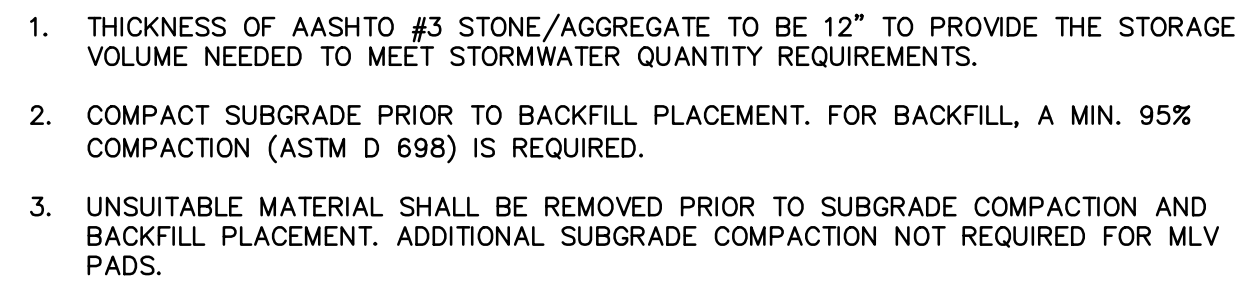 1. THICKNESS OF AASHTO #3 STONE/AGGREGATE TO BE 12” TO PROVIDE THE STORAGE
VOLUME NEEDED TO MEET STORMWATER QUANTITY REQUIREMENTS.
2. COMPACT SUBGRADE PRIOR TO BACKFILL PLACEMENT. FOR BACKFILL, A MIN. 95%
COMPACTION (ASTM D 698) IS REQUIRED.
3. UNSUITABLE MATERIAL SHALL BE REMOVED PRIOR TO SUBGRADE COMPACTION AND
BACKFILL PLACEMENT. ADDITIONAL SUBGRADE COMPACTION NOT REQUIRED FOR MLV
PADS.